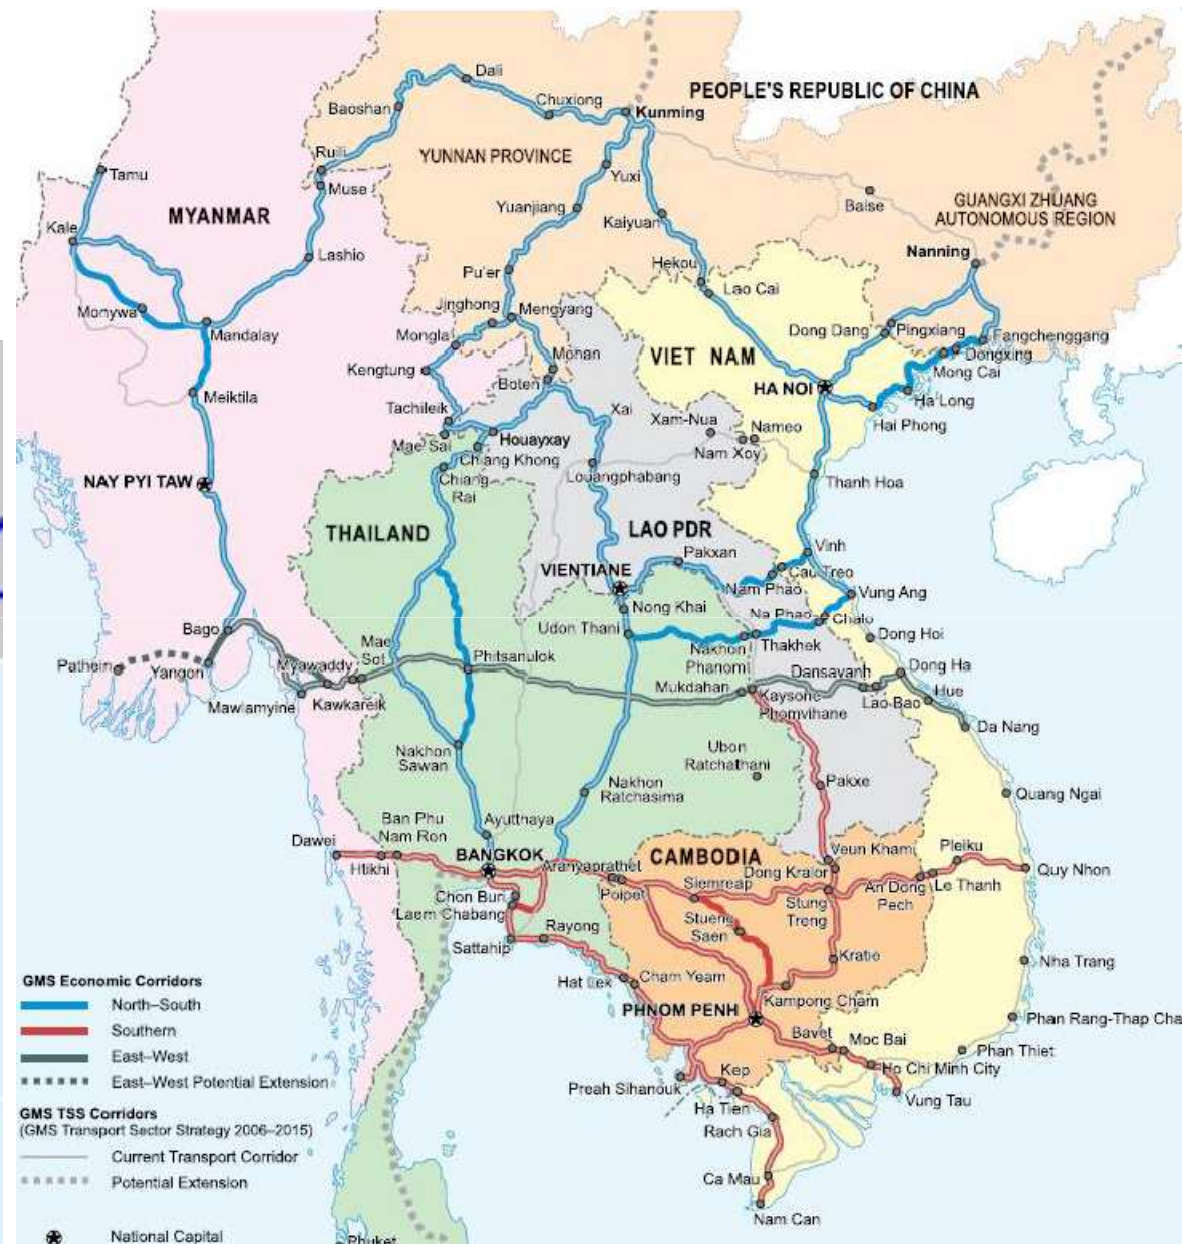 Dali
Baoshan
Chuxiong
Kunming
PEOPLE'S REPUBLIC OF CHINA
Ruili
YUNNAN PROVINCE
Tamu
Muse
Yuxi
Baise
GUANGXI ZHUANG
AUTONOMOUS REGION
MYANMAR
Yuanjiang
Kaiyuan
Kale
Lashio
Nanning
Pu'er
Hekou
Lao Cai
Monywa
Mandalay
Jinghong
Mengyang
Mongla
Dong Dang
Pingxiang
Fangchenggang
Dongxing
Mong Cai
VIET NAM
Mohan
Kengtung
Boten
HA NOI
Ha Long
Hai Phong
Meiktila
Tachileik
Xai
Xam-Nua
Nameo
Mae Sai
Houayxay
Chiang Khong
Nam Xoy
NAY PYI TAW
Chiang
Rai
Louangphabang
Thanh Hoa
THAILAND
LAO PDR
Pakxan
Vinh
VIENTIANE
Cau Treo
Nam Phao
Vung Ang
Nong Khai
Na Phao
Chalo
Bago
Udon Thani
Dong Hoi
Mae
Sot
Phitsanulok
Nakhon
Phanom
Thakhek
Pathein
Yangon
Myawaddy
Dansavanh
Dong Ha
Mukdahan
Kaysone
Phomvihane
Lao Bao
Hue
Mawlamyine
Kawkareik
Da Nang
Nakhon
Sawan
Ubon
Ratchathani
Nakhon
Ratchasima
Pakxe
Quang Ngai
Ban Phu
Nam Ron
Ayutthaya
Dawei
Htikhi
BANGKOK
Aranyaprathet
CAMBODIA
Veun Kham
Pleiku
Dong Kralor
Poipet
Siemreap
An Dong
Pech
Le Thanh
Quy Nhon
Chon Buri
Laem Chabang
Stueng
Saen
Stung
Treng
Sattahip
Rayong
Kratie
Nha Trang
Hat Lek
Cham Yeam
Kampong Cham
PHNOM PENH
Phan Rang-Thap Cha
Bavet
Moc Bai
Phan Thiet
Ho Chi Minh City
Preah Sihanouk
Kep
Vung Tau
Ha Tien
Rach Gia
Ca Mau
Nam Can
GMS Economic Corridors
North–South
Southern
East–West
East–West Potential Extension
GMS TSS Corridors
(GMS Transport Sector Strategy 2006–2015)
Current Transport Corridor
Potential Extension
National Capital
Phuket